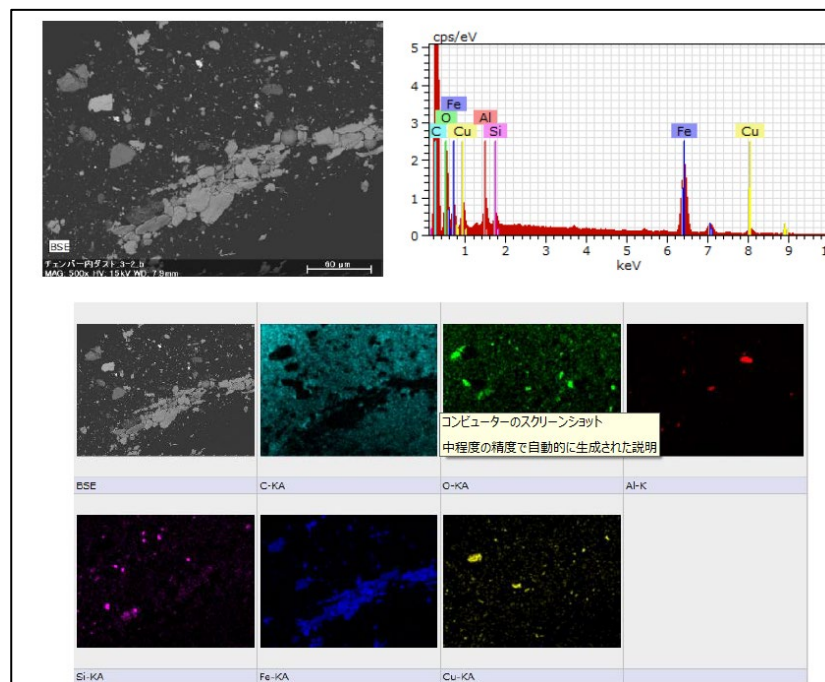 cps/eV
5
4
3
2
1
0
Fe
O
Al
C
Cu
Si
Fe
Cu
1 2 3 4 5 6 7 8 9 10
keV
BSE
チェンバー内ダスト_3-2_b
MAG: 500x HV: 15kV WD: 7.9mm
60 µm
コンピューターのスクリーンショット
中程度の精度で自動的に生成された説明
BSE
C-KA
O-KA
Al-K
Si-KA
Fe-KA
Cu-KA